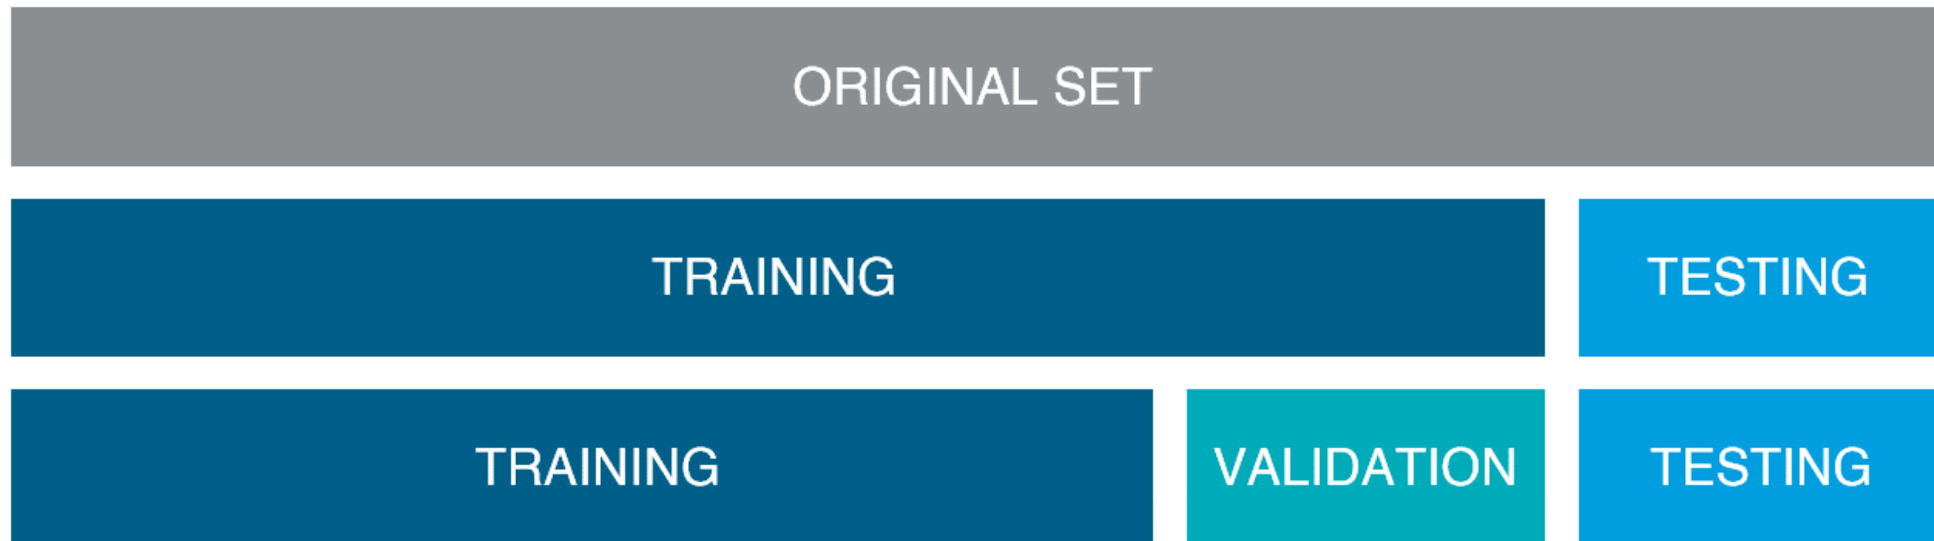 ORIGINAL SET
TRAINING TESTING
TRAINING VALIDATION TESTING